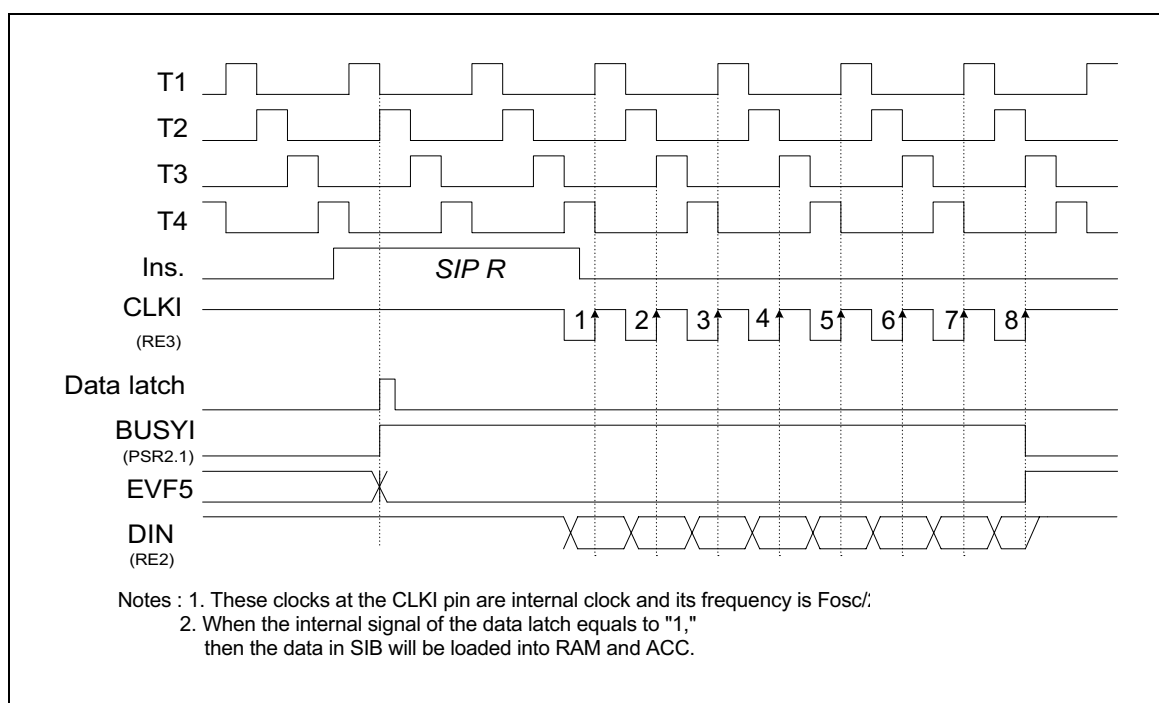 T1
T2
T3
T4
Ins.
SIP R
CLKI
(RE3)
1 2 3 4 5 6 7 8
Data latch
BUSYI
(PSR2.1)
EVF5
DIN
(RE2)
Notes : 1. These clocks at the CLKI pin are internal clock and its frequency is Fosc/
2. When the internal signal of the data latch equals to "1,"
then the data in SIB will be loaded into RAM and ACC.